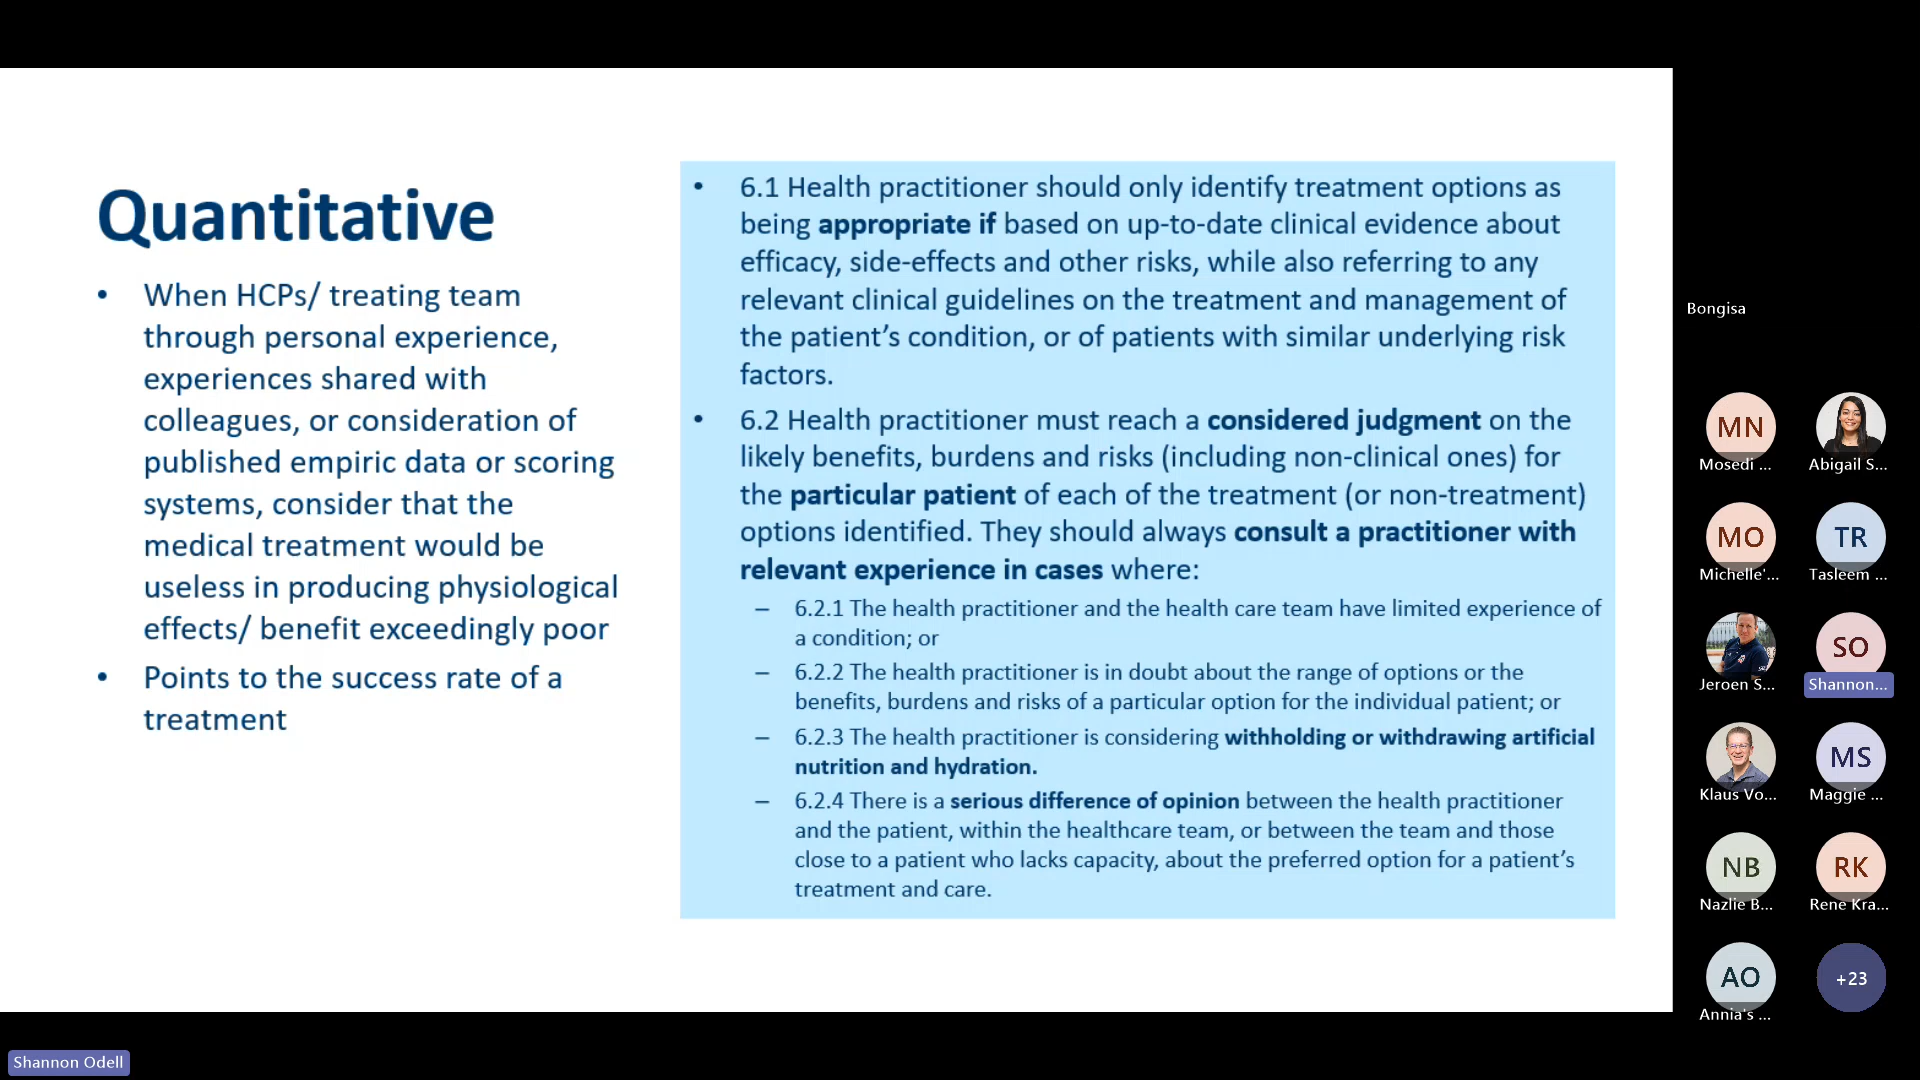 Quantitative
• When HCPs/ treating team
through personal experience,
experiences shared with
colleagues, or consideration of
published empiric data or scoring
systems, consider that the
medical treatment would be
useless in producing physiological
effects/ benefit exceedingly poor
• Points to the success rate of a
treatment
• 6.1 Health practitioner should only identify treatment options as
being appropriate if based on up-to-date clinical evidence about
efficacy, side-effects and other risks, while also referring to any
relevant clinical guidelines on the treatment and management of
the patient’s condition, or of patients with similar underlying risk
factors.
• 6.2 Health practitioner must reach a considered judgment on the
likely benefits, burdens and risks (including non-clinical ones) for
the particular patient of each of the treatment (or non-treatment)
options identified. They should always consult a practitioner with
relevant experience in cases where:
– 6.2.1 The health practitioner and the health care team have limited experience of
a condition; or
– 6.2.2 The health practitioner is in doubt about the range of options or the
benefits, burdens and risks of a particular option for the individual patient; or
– 6.2.3 The health practitioner is considering withholding or withdrawing artificial
nutrition and hydration.
– 6.2.4 There is a serious difference of opinion between the health practitioner
and the patient, within the healthcare team, or between the team and those
close to a patient who lacks capacity, about the preferred option for a patient’s
treatment and care.
Bongisa
MN
Mosedi ...
Abigail S...
MO
Michelle'...
TR
Tasleem ...
Jeroen S...
SO
Shannon...
Klaus Vo...
MS
Maggie ...
NB
Nazlie B...
RK
Rene Kra...
AO
Annia's ...
+23
Shannon Odell